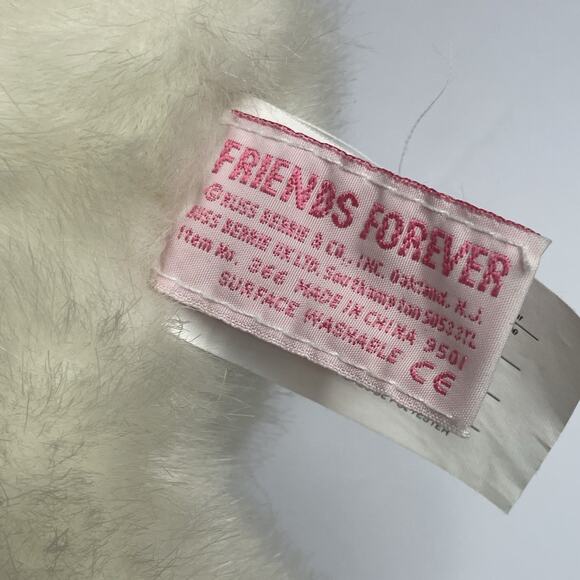 FRIENDS FOREVER
© RUSS BERRIE & CO., INC. Oakland, N.J.
RUSS BERRIE UK LTD. Southampton SO53 3TL
Item No. 366 MADE IN CHINA 9501
SURFACE WASHABLE CE
POLYESTER